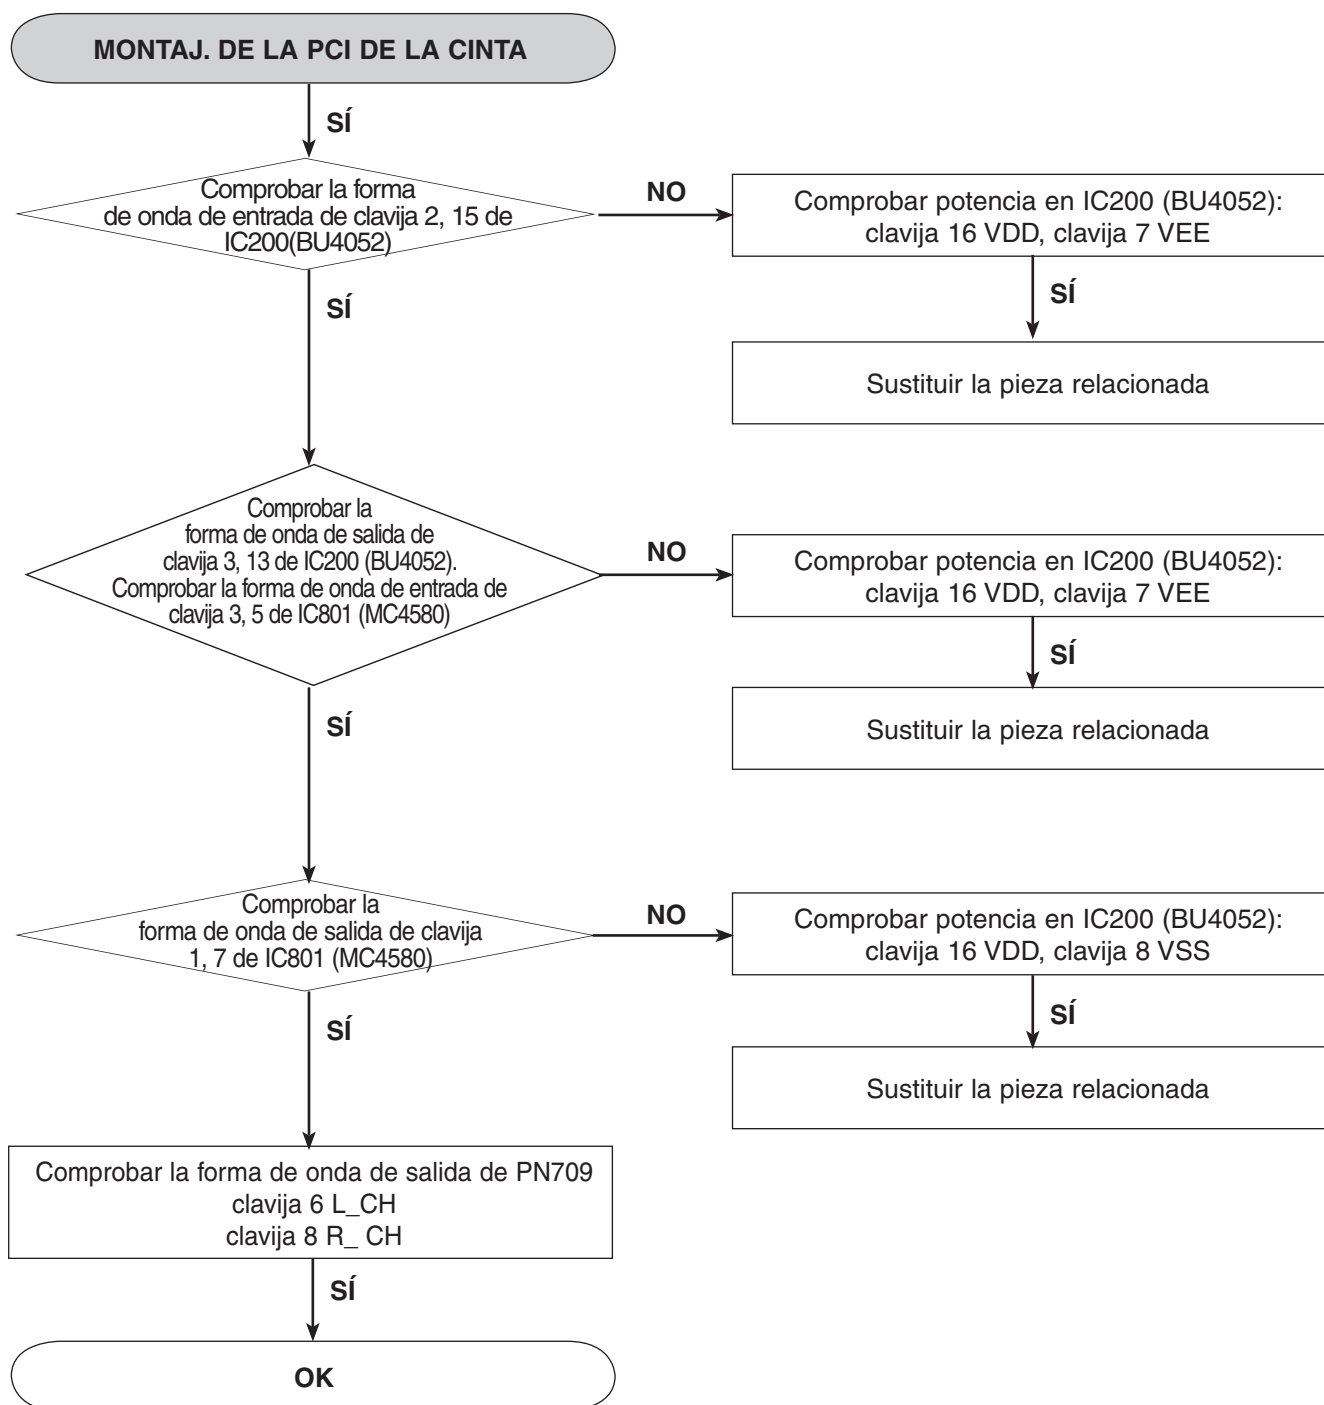 MONTAJ. DE LA PCI DE LA CINTA
SÍ
Comprobar la forma
de onda de entrada de clavija 2, 15 de
IC200(BU4052)
NO
Comprobar potencia en IC200 (BU4052):
clavija 16 VDD, clavija 7 VEE
SÍ
Sustituir la pieza relacionada
SÍ
Comprobar la
forma de onda de salida de
clavija 3, 13 de IC200 (BU4052).
Comprobar la forma de onda de entrada de
clavija 3, 5 de IC801 (MC4580)
NO
Comprobar potencia en IC200 (BU4052):
clavija 16 VDD, clavija 7 VEE
SÍ
Sustituir la pieza relacionada
SÍ
Comprobar la
forma de onda de salida de clavija
1, 7 de IC801 (MC4580)
NO
Comprobar potencia en IC200 (BU4052):
clavija 16 VDD, clavija 8 VSS
SÍ
Sustituir la pieza relacionada
SÍ
Comprobar la forma de onda de salida de PN709
clavija 6 L_CH
clavija 8 R_ CH
SÍ
OK